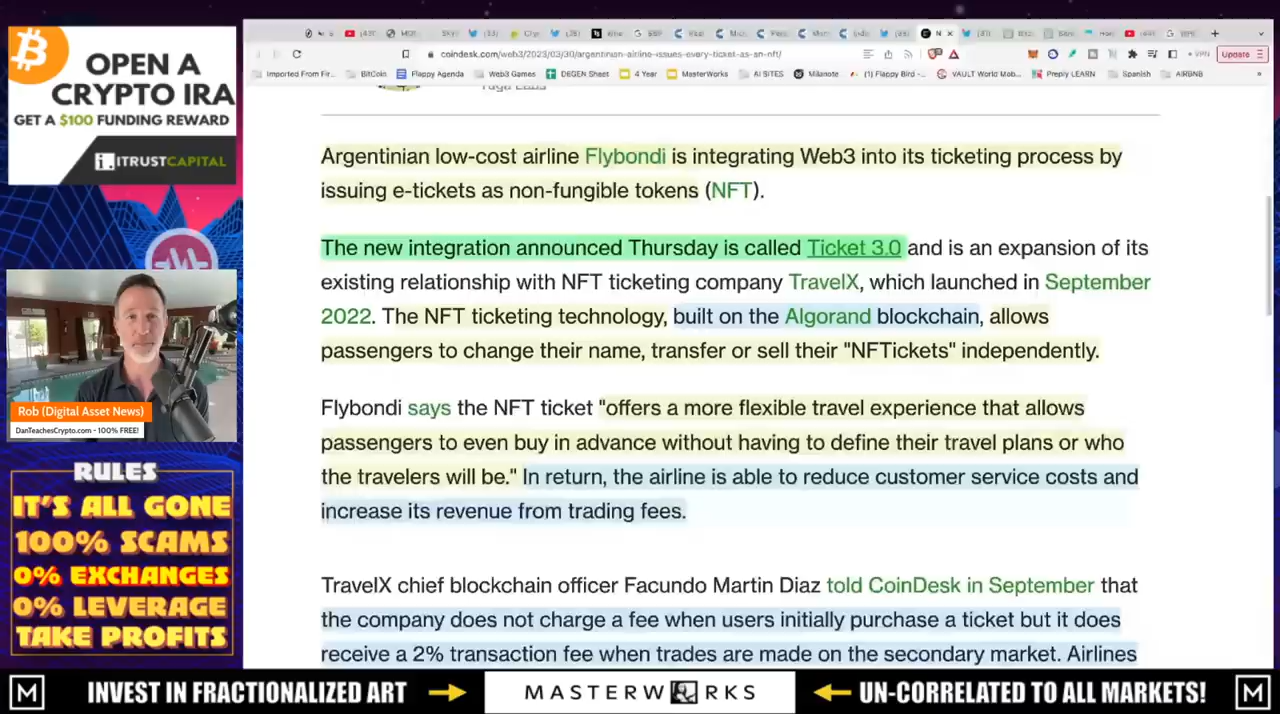 OPEN A
CRYPTO IRA
GET A $100 FUNDING REWARD
ITRUSTCAPITAL
coindesk.com/web3/2023/03/30/argentinian-airline-issues-every-ticket-as-an-nft/
Update
Imported From Fir...
BitCoin
Flappy Agenda
Web3 Games
DEGEN Sheet
4 Year
MasterWorks
AI SITES
Milanote
(1) Flappy Bird -...
VAULT World Mob...
Preply LEARN
Spanish
AIRBNB
Yuga Labs
Argentinian low-cost airline Flybondi is integrating Web3 into its ticketing process by
issuing e-tickets as non-fungible tokens (NFT).
The new integration announced Thursday is called Ticket 3.0 and is an expansion of its
existing relationship with NFT ticketing company TravelX, which launched in September
2022. The NFT ticketing technology, built on the Algorand blockchain, allows
passengers to change their name, transfer or sell their "NFTickets" independently.
Flybondi says the NFT ticket "offers a more flexible travel experience that allows
passengers to even buy in advance without having to define their travel plans or who
the travelers will be." In return, the airline is able to reduce customer service costs and
increase its revenue from trading fees.
TravelX chief blockchain officer Facundo Martin Diaz told CoinDesk in September that
the company does not charge a fee when users initially purchase a ticket but it does
receive a 2% transaction fee when trades are made on the secondary market. Airlines
Rob (Digital Asset News)
DanTeachesCrypto.com - 100% FREE!
RULES
IT'S ALL GONE
100% SCAMS
0% EXCHANGES
0% LEVERAGE
TAKE PROFITS
M INVEST IN FRACTIONALIZED ART
MASTERW RKS
UN-CORRELATED TO ALL MARKETS! M